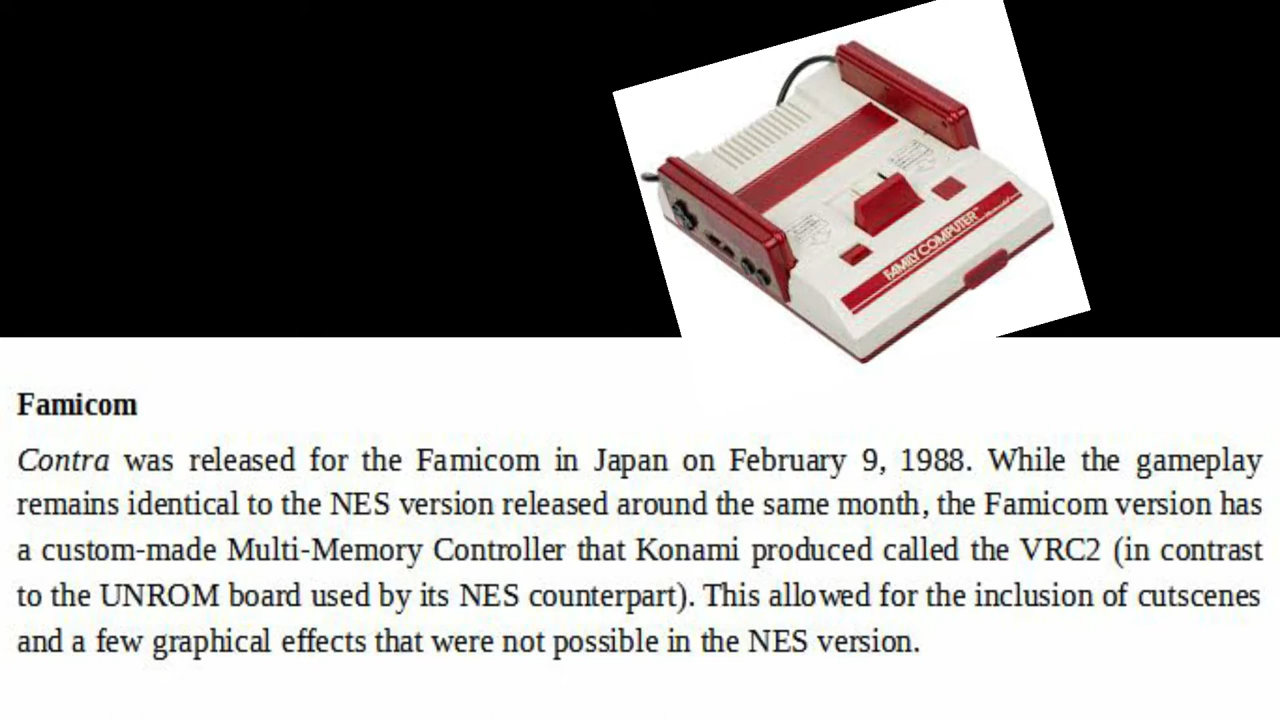 FAMILY COMPUTER™
Famicom
Contra was released for the Famicom in Japan on February 9, 1988. While the gameplay
remains identical to the NES version released around the same month, the Famicom version has
a custom-made Multi-Memory Controller that Konami produced called the VRC2 (in contrast
to the UNROM board used by its NES counterpart). This allowed for the inclusion of cutscenes
and a few graphical effects that were not possible in the NES version.